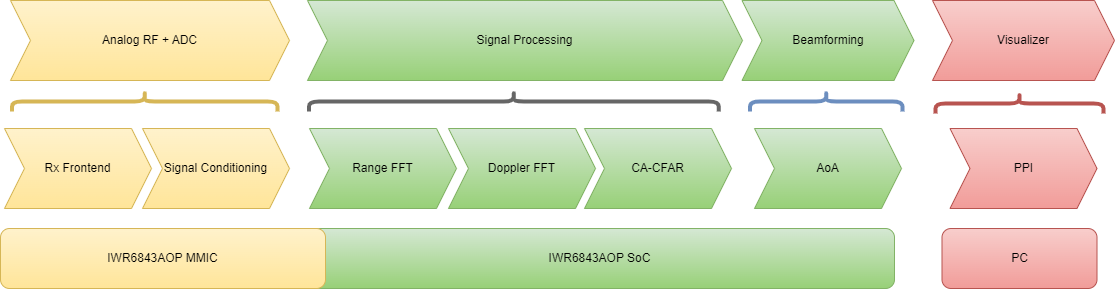 Analog RF + ADC
Signal Processing
Beamforming
Visualizer
Rx Frontend
Signal Conditioning
Range FFT
Doppler FFT
CA-CFAR
AoA
PPI
IWR6843AOP MMIC
IWR6843AOP SoC
PC